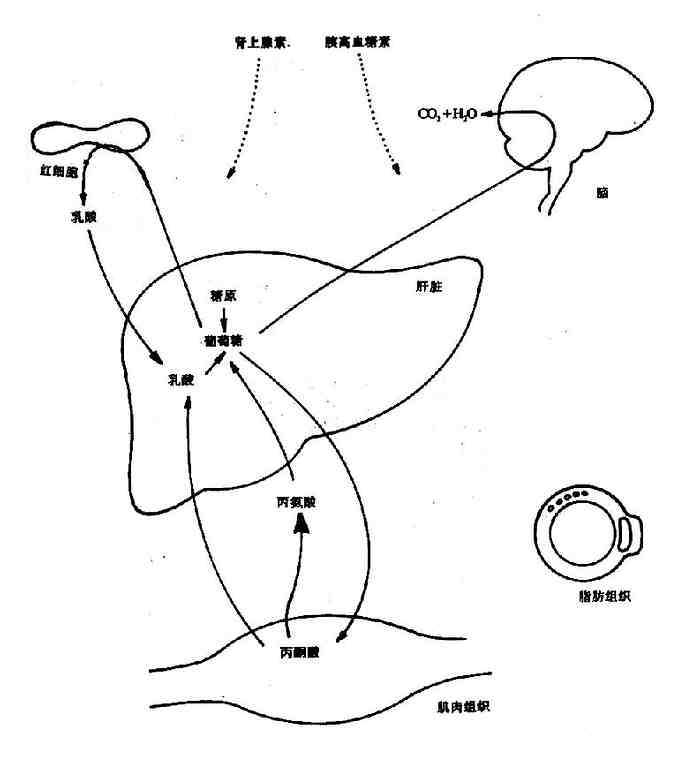 肾上腺素.
胰高血糖素
CO₂+H₂O
红细胞
乳酸
脑
糖原
肝脏
葡萄糖
乳酸
丙氨酸
脂肪组织
丙酮酸
肌肉组织